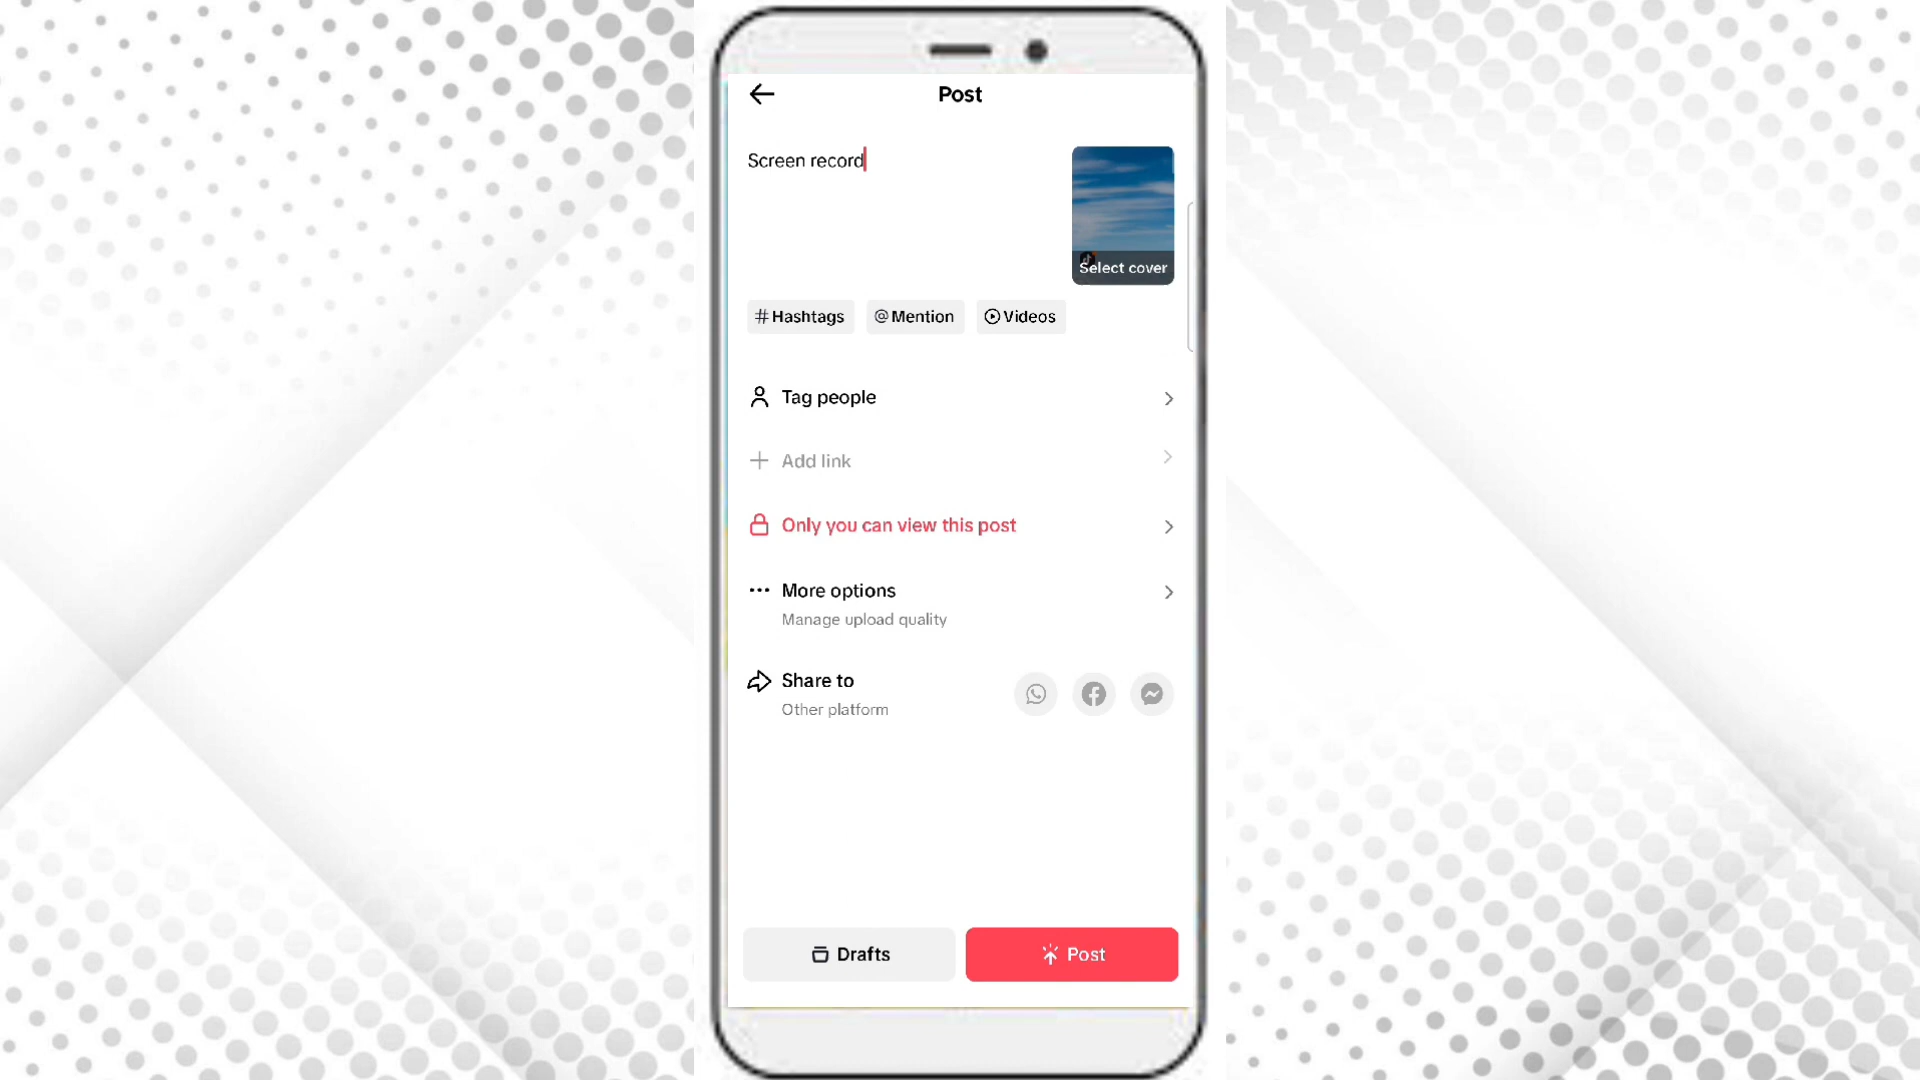 Post
Screen record
Select cover
#Hashtags
@Mention
Videos
Tag people
Add link
Only you can view this post
More options
Manage upload quality
Share to
Other platform
Drafts
Post